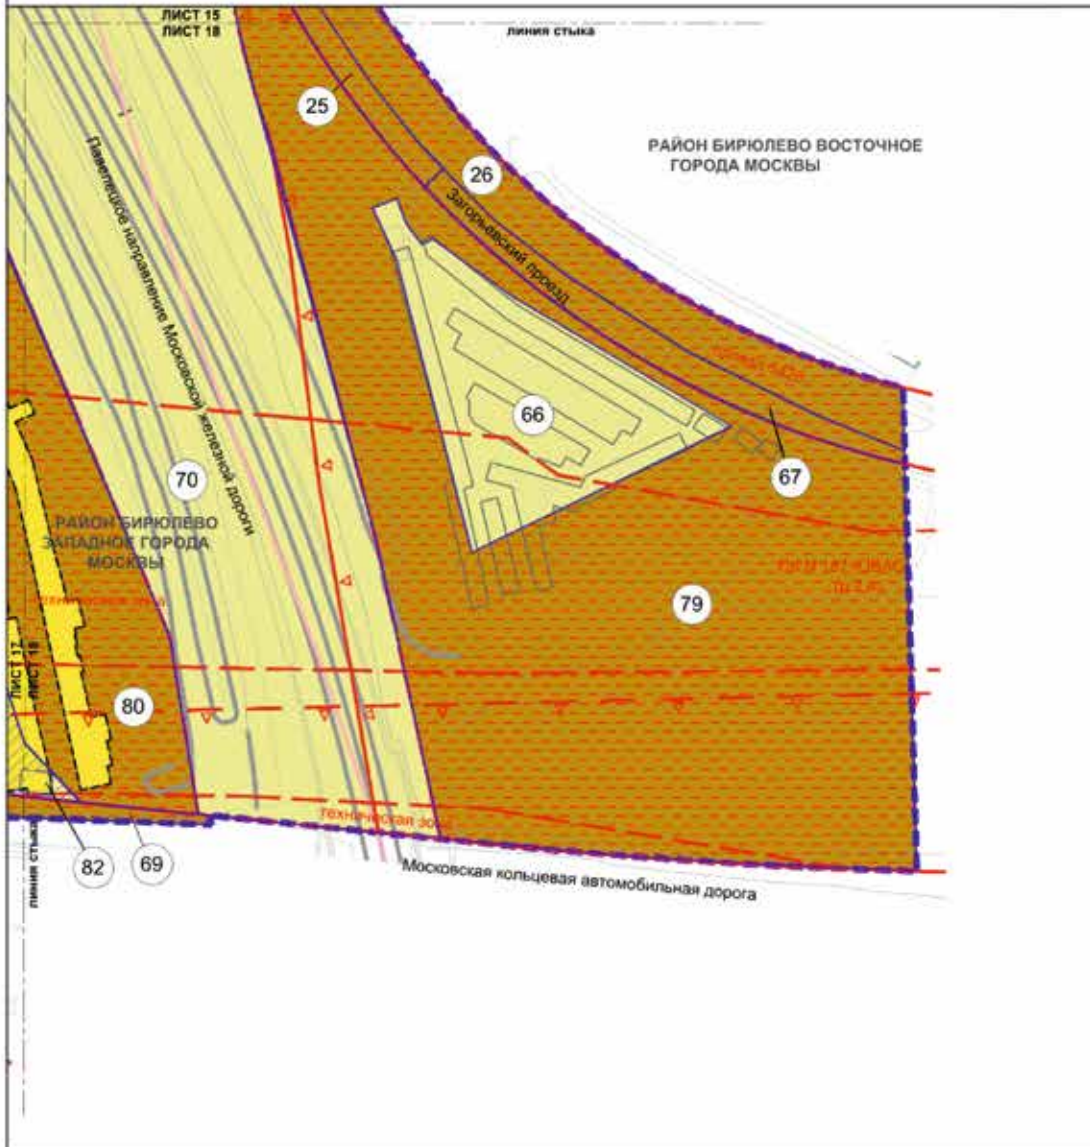 ЛИСТ 15
ЛИСТ 18
линия стыка
25
РАЙОН БИРЮЛЕВО ВОСТОЧНОЕ
ГОРОДА МОСКВЫ
26
Павелецкое направление Московской железной дороги
Загорьевский проезд
66
67
70
РАЙОН БИРЮЛЕВО
ЗАПАДНОЕ ГОРОДА
МОСКВЫ
79
техническая зона
ЛИСТ 17
ЛИСТ 18
80
техническая зона
82
69
Московская кольцевая автомобильная дорога
линия стыка